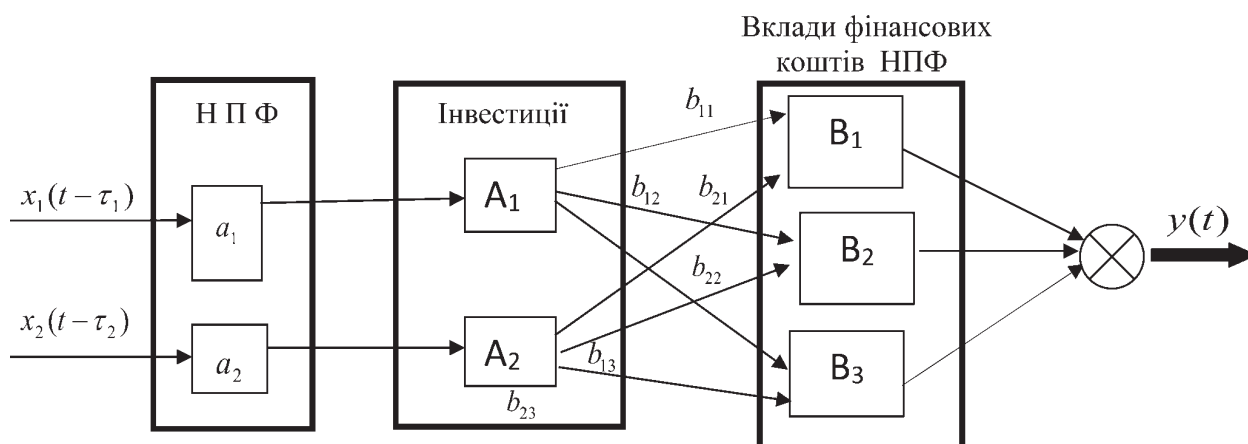 Вклади фінансових
коштів НПФ
Н П Ф
Інвестиції
x₁(t − τ₁)
a₁
A₁
b₁₁
b₁₂
b₂₁
B₁
y(t)
B₂
b₂₂
x₂(t − τ₂)
a₂
A₂
b₁₃
b₂₃
B₃